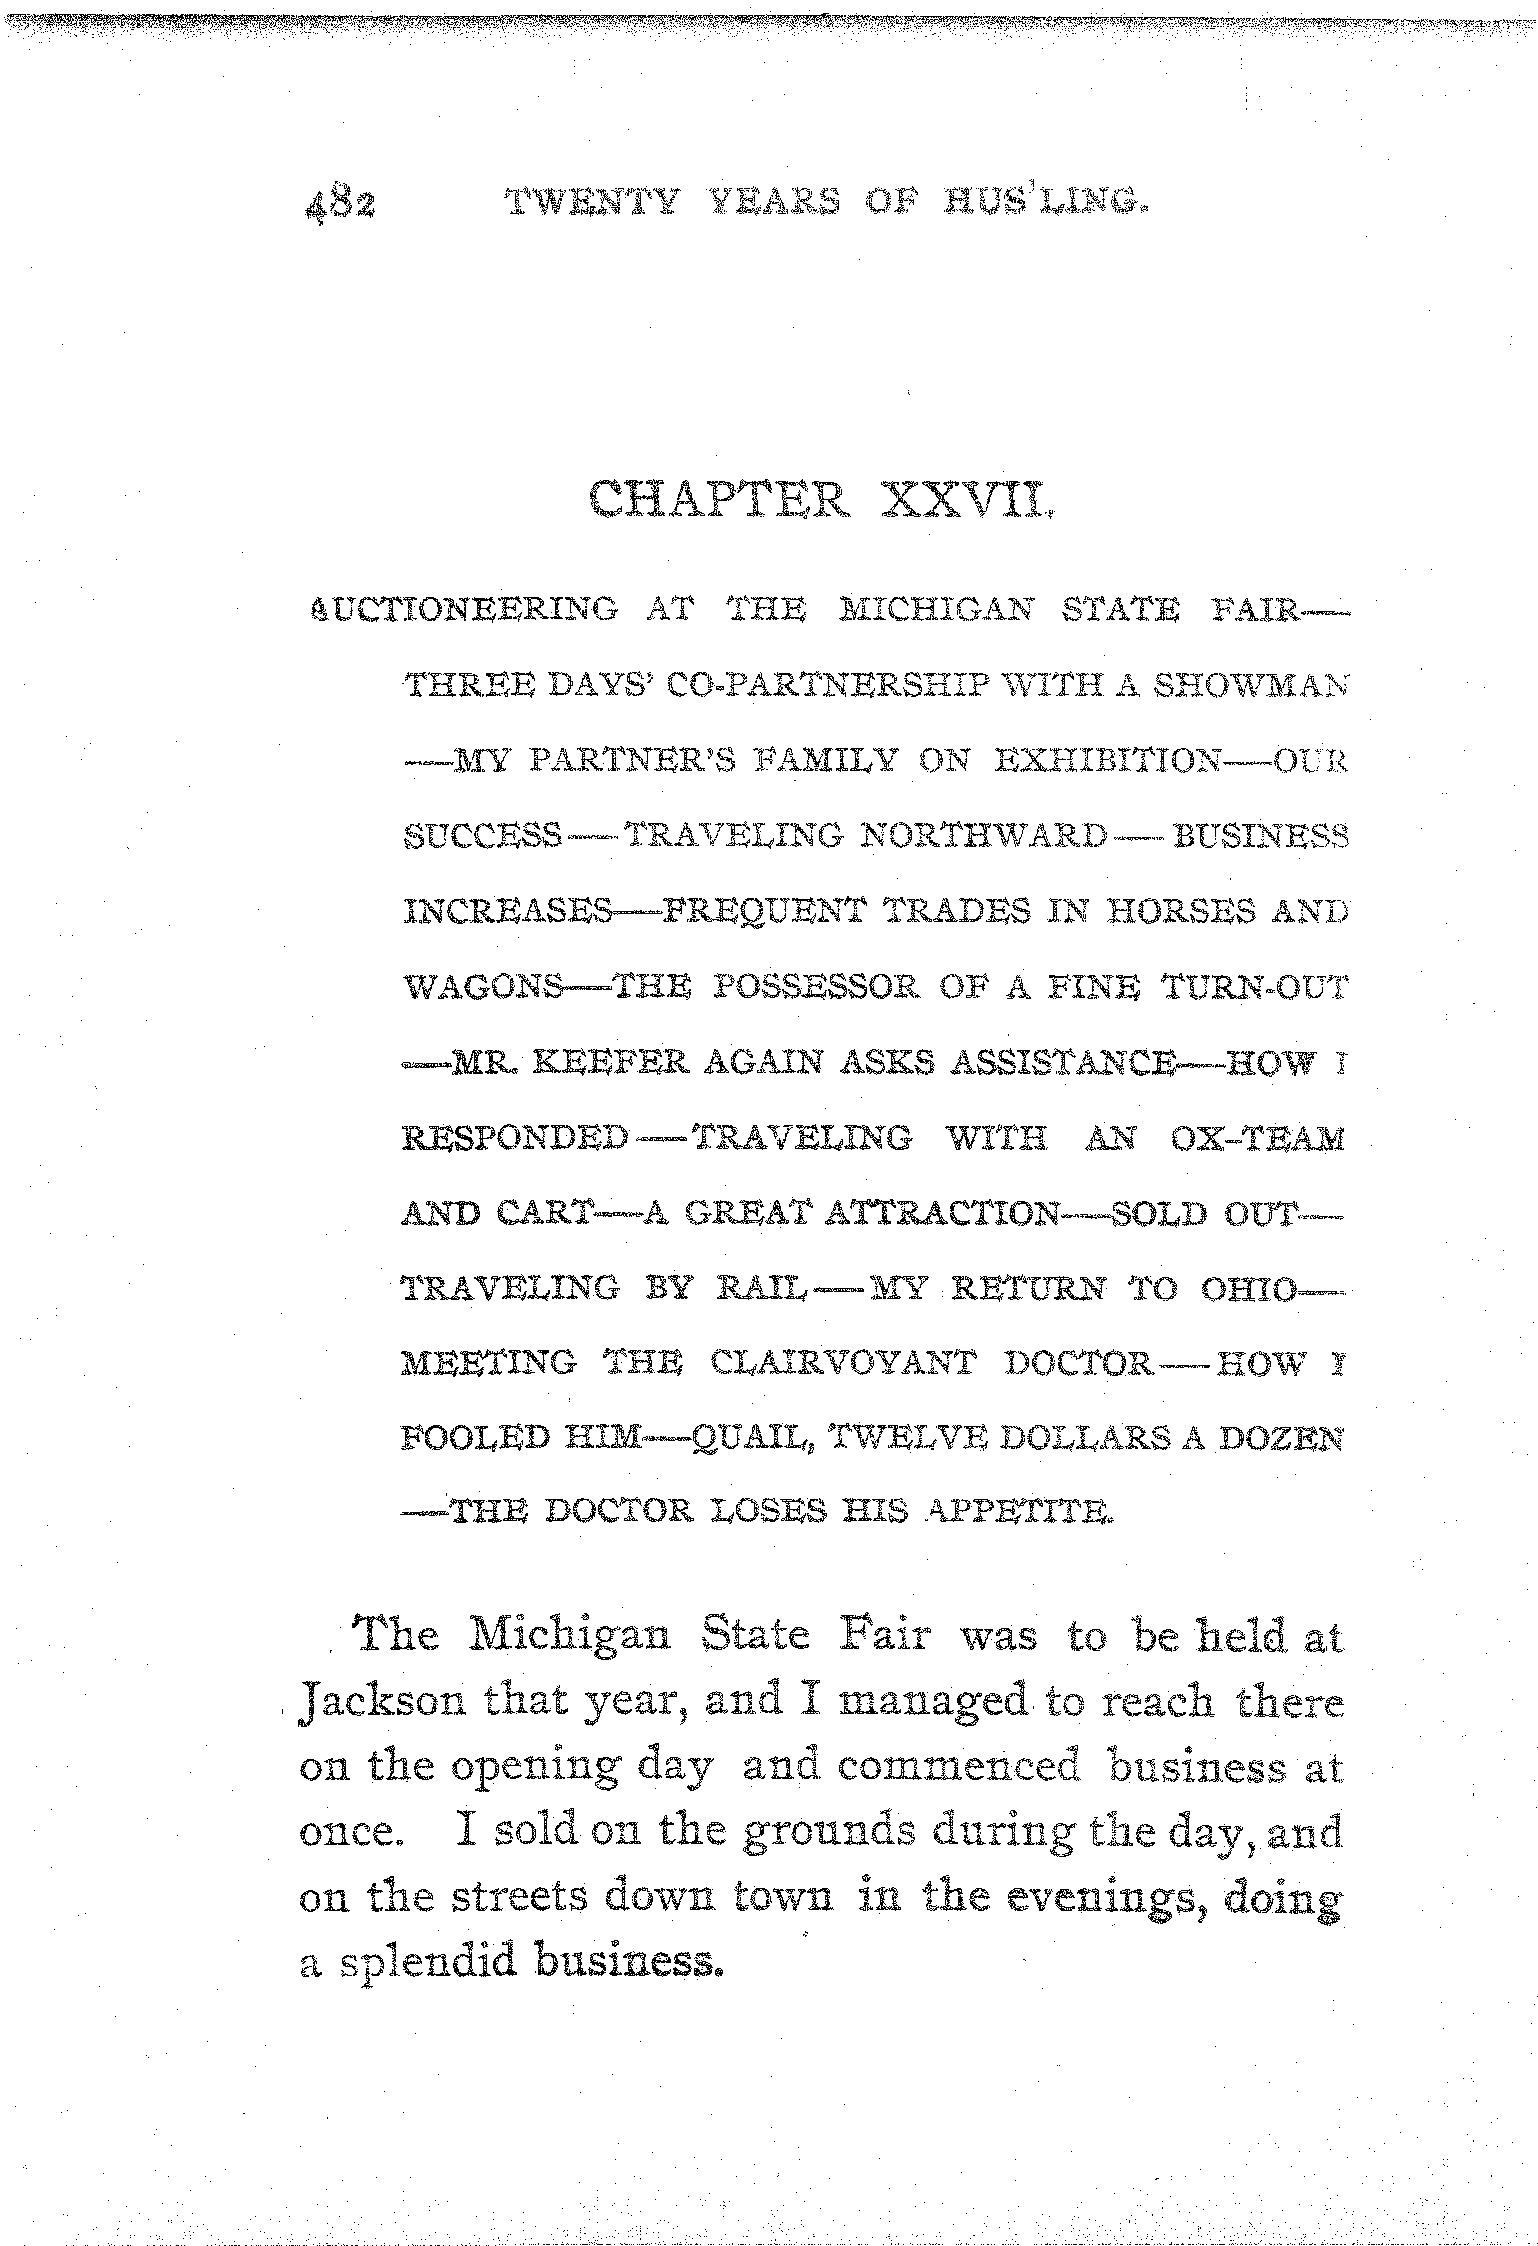 482 TWENTY YEARS OF HUS'LING.
CHAPTER XXVII.
AUCTIONEERING AT THE MICHIGAN STATE FAIR—
THREE DAYS' CO-PARTNERSHIP WITH A SHOWMAN
—MY PARTNER'S FAMILY ON EXHIBITION—OUR
SUCCESS—TRAVELING NORTHWARD—BUSINESS
INCREASES—FREQUENT TRADES IN HORSES AND
WAGONS—THE POSSESSOR OF A FINE TURN-OUT
—MR. KEEFER AGAIN ASKS ASSISTANCE—HOW I
RESPONDED—TRAVELING WITH AN OX-TEAM
AND CART—A GREAT ATTRACTION—SOLD OUT—
TRAVELING BY RAIL—MY RETURN TO OHIO—
MEETING THE CLAIRVOYANT DOCTOR—HOW I
FOOLED HIM—QUAIL, TWELVE DOLLARS A DOZEN
—THE DOCTOR LOSES HIS APPETITE.
The Michigan State Fair was to be held at
Jackson that year, and I managed to reach there
on the opening day and commenced business at
once. I sold on the grounds during the day, and
on the streets down town in the evenings, doing
a splendid business.